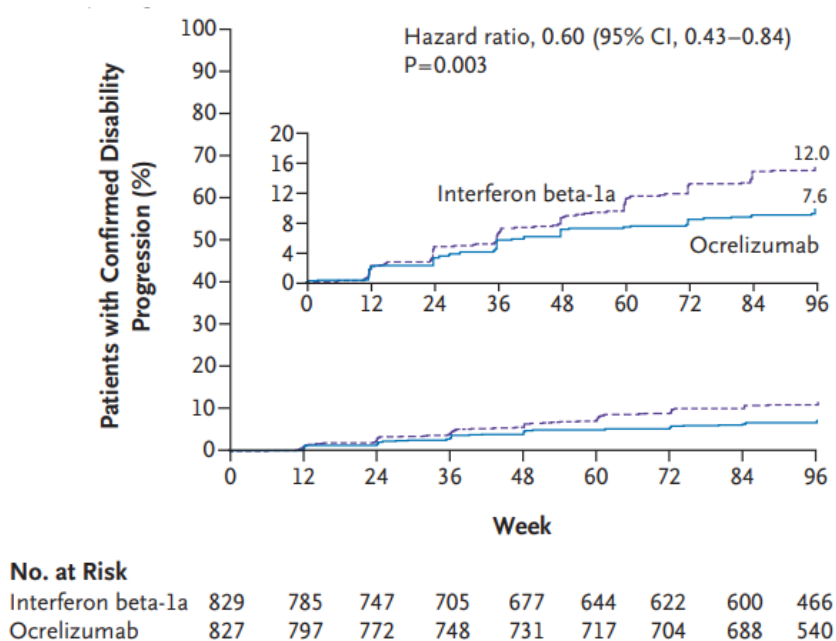 Hazard ratio, 0.60 (95% CI, 0.43–0.84)
P=0.003
Patients with Confirmed Disability
Progression (%)
100
90
80
70
60
50
40
30
20
10
0
20
16
12
8
4
0
Interferon beta-1a
12.0
7.6
Ocrelizumab
0 12 24 36 48 60 72 84 96
0 12 24 36 48 60 72 84 96
Week
No. at Risk
Interferon beta-1a 829 785 747 705 677 644 622 600 466
Ocrelizumab 827 797 772 748 731 717 704 688 540